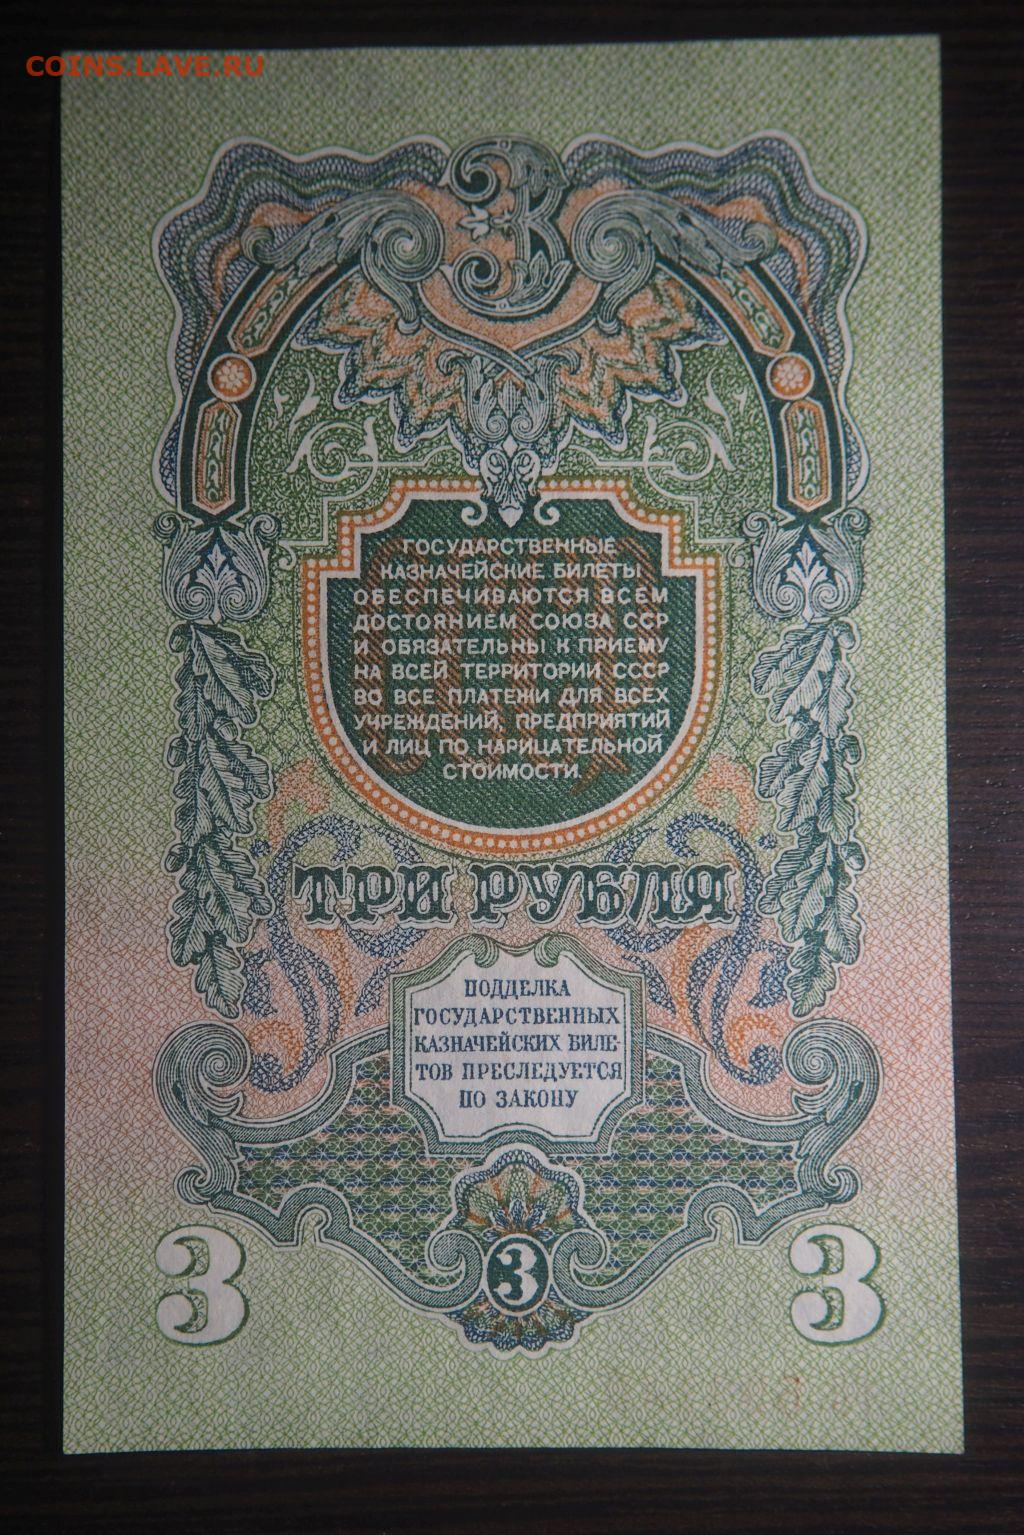 COINS.LAVE.RU
3
ГОСУДАРСТВЕННЫЕ
КАЗНАЧЕЙСКИЕ БИЛЕТЫ
ОБЕСПЕЧИВАЮТСЯ ВСЕМ
ДОСТОЯНИЕМ СОЮЗА ССР
И ОБЯЗАТЕЛЬНЫ К ПРИЕМУ
НА ВСЕЙ ТЕРРИТОРИИ СССР
ВО ВСЕ ПЛАТЕЖИ ДЛЯ ВСЕХ
УЧРЕЖДЕНИЙ, ПРЕДПРИЯТИЙ
И ЛИЦ ПО НАРИЦАТЕЛЬНОЙ
СТОИМОСТИ.
ТРИ РУБЛЯ
ПОДДЕЛКА
ГОСУДАРСТВЕННЫХ
КАЗНАЧЕЙСКИХ БИЛЕ-
ТОВ ПРЕСЛЕДУЕТСЯ
ПО ЗАКОНУ
3 3 3